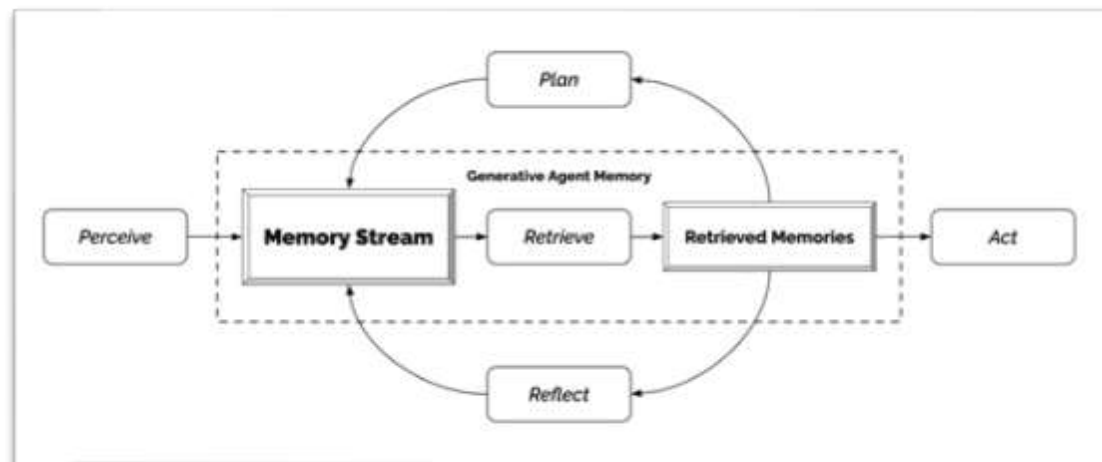 Plan
Generative Agent Memory
Perceive
Memory Stream
Retrieve
Retrieved Memories
Act
Reflect